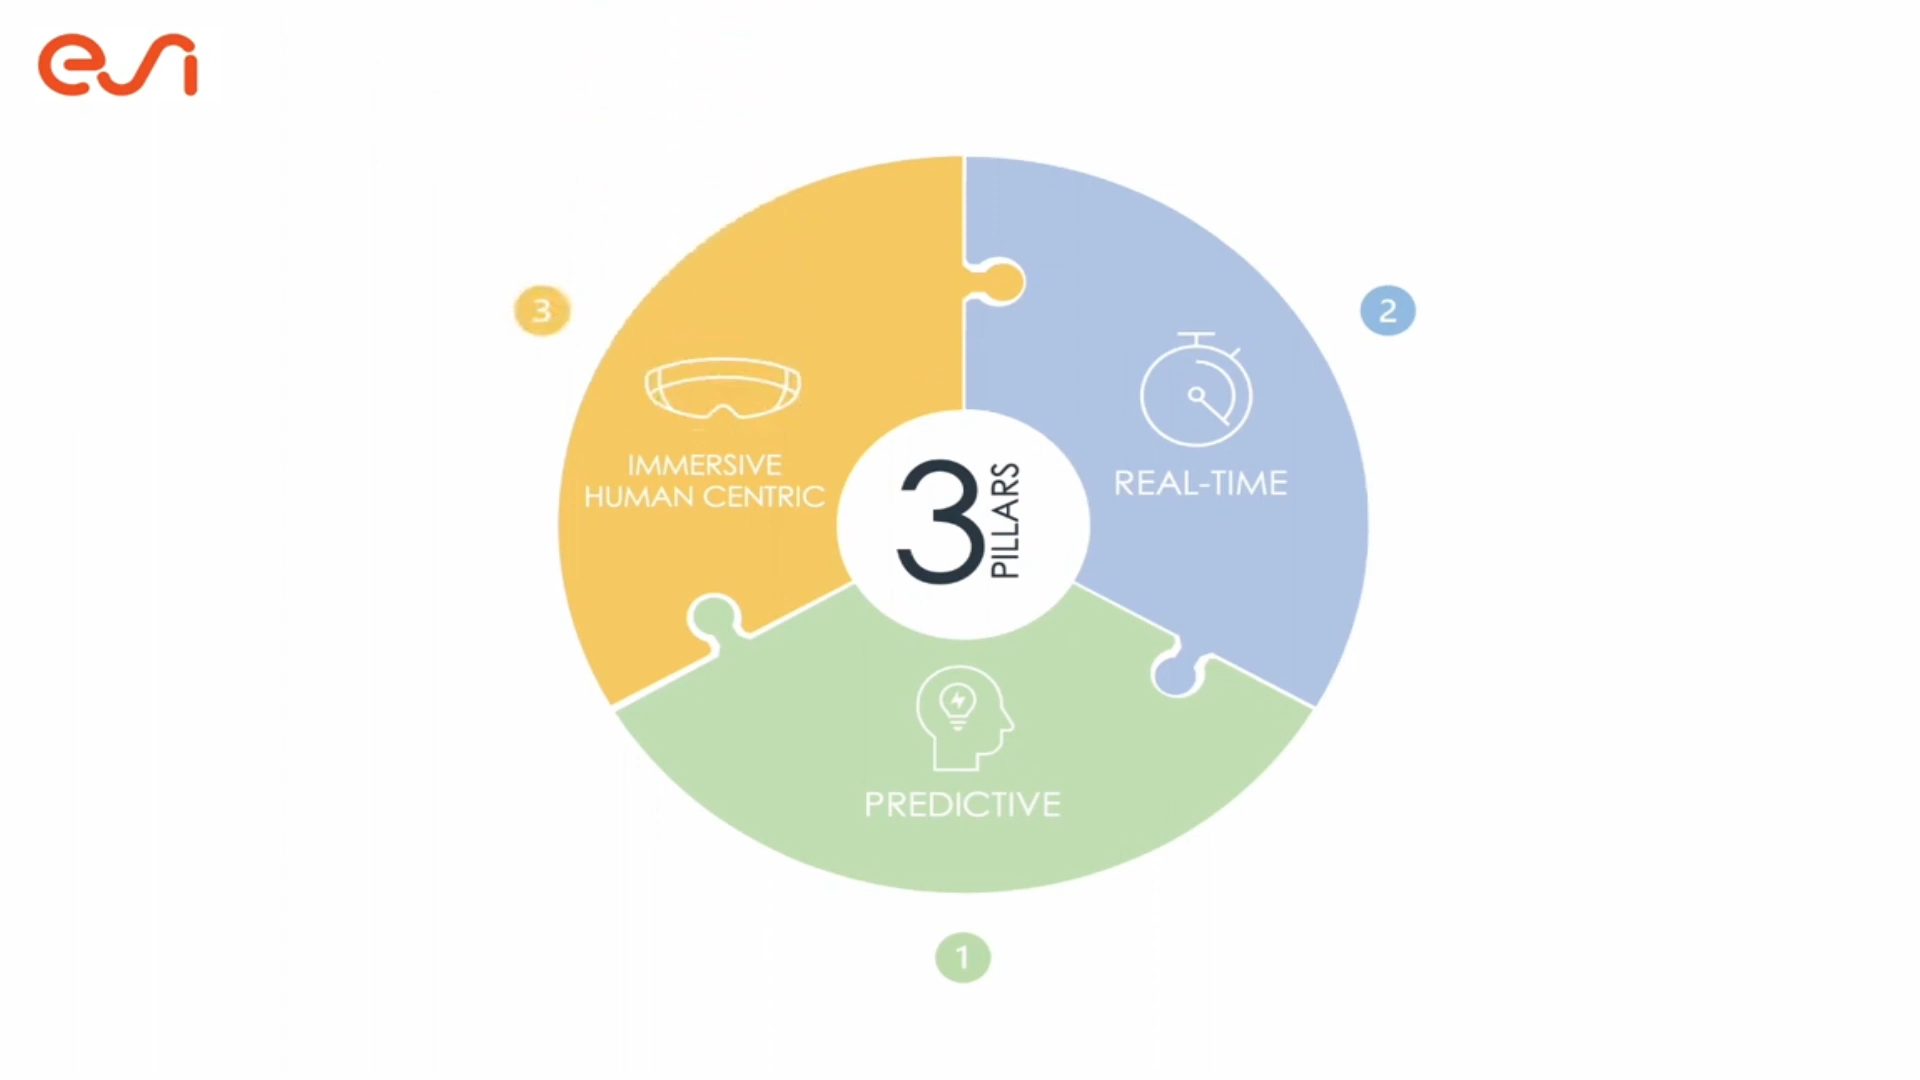 esi
3
2
IMMERSIVE
HUMAN CENTRIC
3
PILLARS
REAL-TIME
PREDICTIVE
1